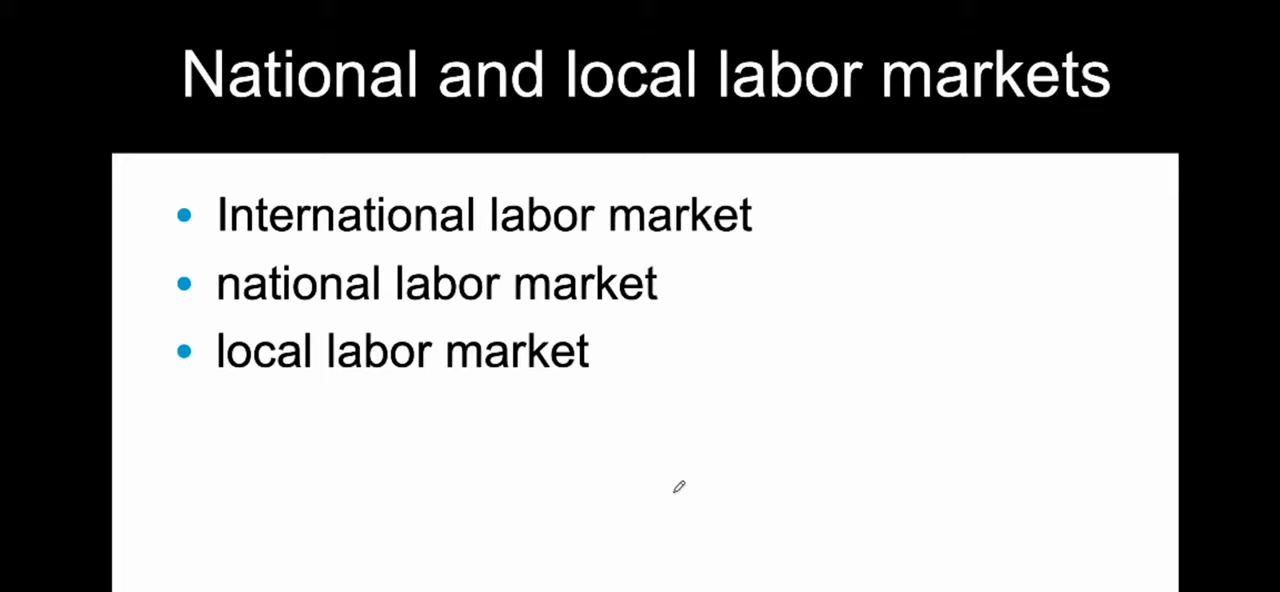 National and local labor markets
• International labor market
• national labor market
• local labor market